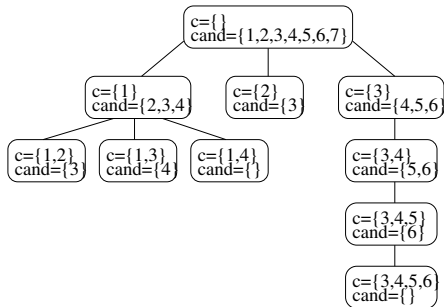 c={}
cand={1,2,3,4,5,6,7}
c={1}
cand={2,3,4}
c={2}
cand={3}
c={3}
cand={4,5,6}
c={1,2}
cand={3}
c={1,3}
cand={4}
c={1,4}
cand={}
c={3,4}
cand={5,6}
c={3,4,5}
cand={6}
c={3,4,5,6}
cand={}